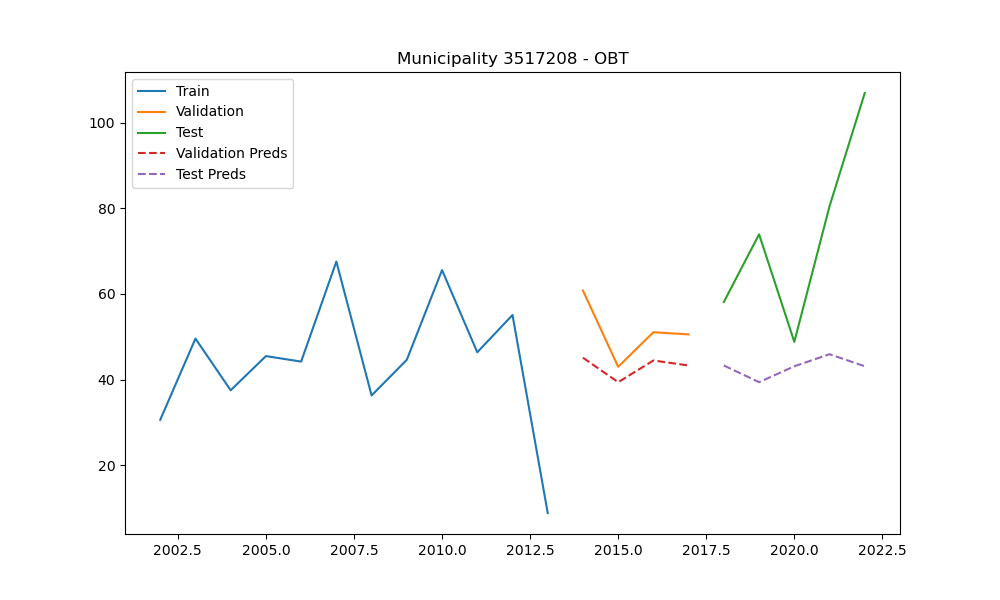 Municipality 3517208 - OBT
Train
Validation
Test
Validation Preds
Test Preds
100
80
60
40
20
2002.5 2005.0 2007.5 2010.0 2012.5 2015.0 2017.5 2020.0 2022.5